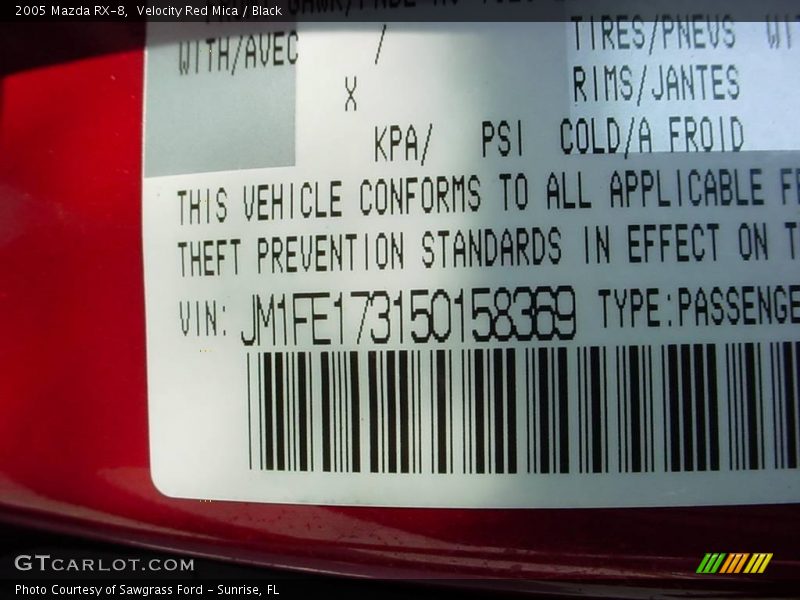 2005 Mazda RX-8, Velocity Red Mica / Black
WITH/AVEC / TIRES/PNEUS
X RIMS/JANTES
KPA/ PSI COLD/A FROID
THIS VEHICLE CONFORMS TO ALL APPLICABLE
THEFT PREVENTION STANDARDS IN EFFECT ON
VIN: JM1FE173150158369 TYPE:PASSENGE
GTCARLOT.COM
Photo Courtesy of Sawgrass Ford - Sunrise, FL